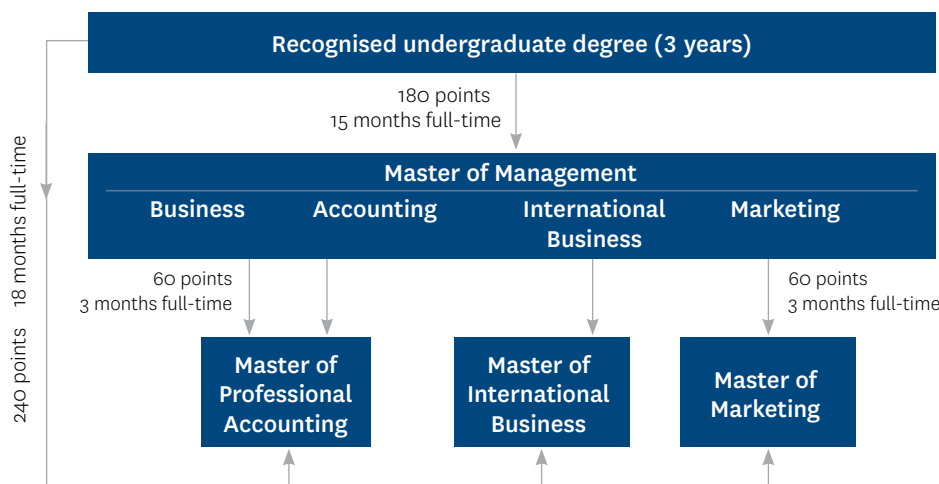 Recognised undergraduate degree (3 years)
180 points
15 months full-time
Master of Management
Business
Accounting
International
Business
Marketing
240 points 18 months full-time
60 points
3 months full-time
60 points
3 months full-time
Master of
Professional
Accounting
Master of
International
Business
Master of
Marketing